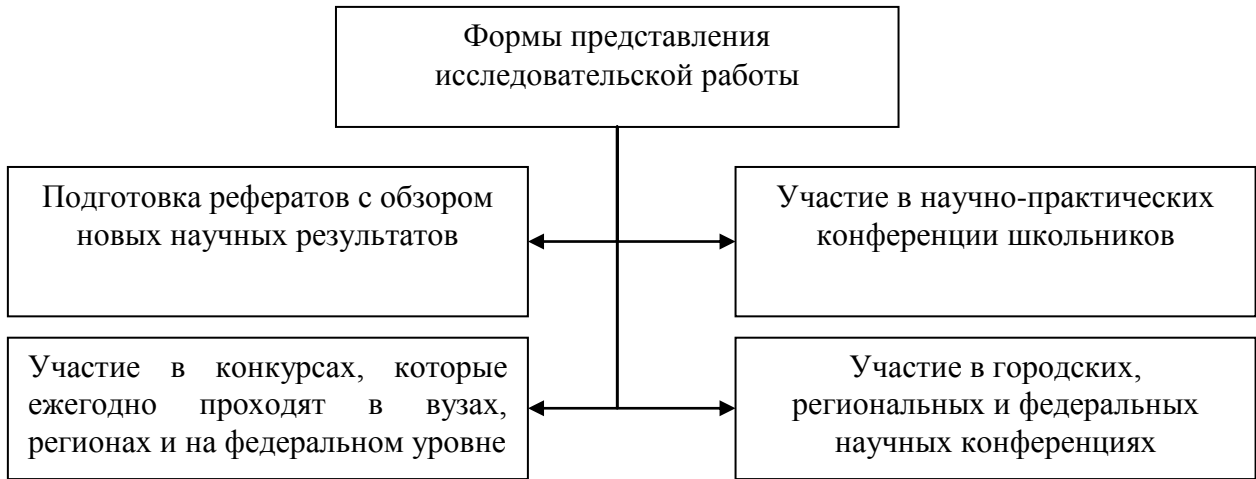 Формы представления
исследовательской работы
Подготовка рефератов с обзором
новых научных результатов
Участие в научно-практических
конференции школьников
Участие в конкурсах, которые
ежегодно проходят в вузах,
регионах и на федеральном уровне
Участие в городских,
региональных и федеральных
научных конференциях